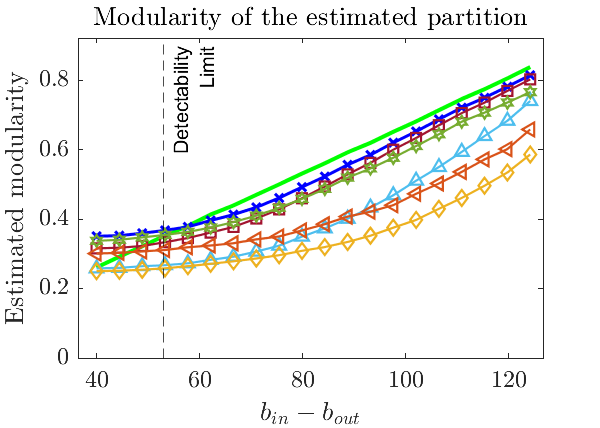 Modularity of the estimated partition
Estimated modularity
0.8
0.6
0.4
0.2
0
Detectability
Limit
40
60
80
100
120
b_in − b_out